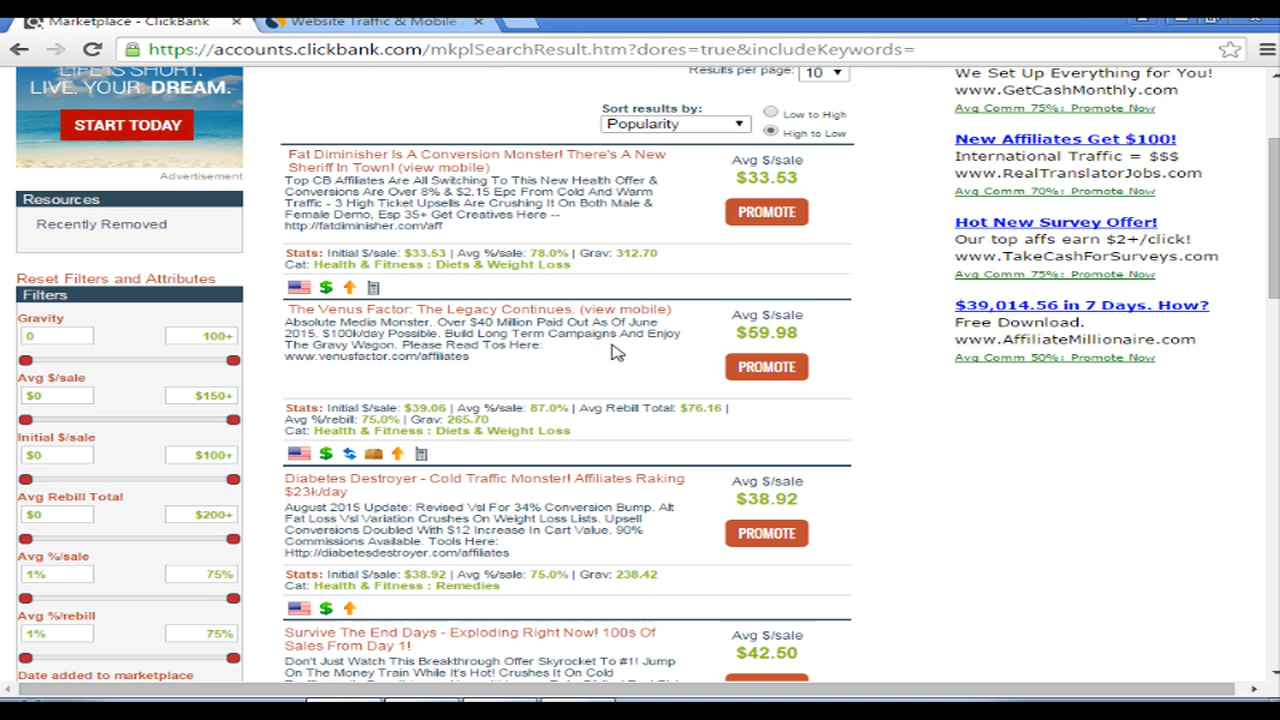 Marketplace - ClickBank
Website Traffic & Mobile
https://accounts.clickbank.com/mkplSearchResult.htm?dores=true&includeKeywords=
LIFE IS SHORT.
LIVE YOUR DREAM.
START TODAY
Advertisement
Resources
Recently Removed
Reset Filters and Attributes
Filters
Gravity
0 100+
Avg $/sale
$0 $150+
Initial $/sale
$0 $100+
Avg Rebill Total
$0 $200+
Avg %/sale
1% 75%
Avg %/rebill
1% 75%
Date added to marketplace
Results per page: 10
Sort results by:
Popularity
Low to High
High to Low
Fat Diminisher Is A Conversion Monster! There's A New
Sheriff In Town! (view mobile)
Top CB Affiliates Are All Switching To This New Health Offer &
Conversions Are Over 8% & $2.15 Epc From Cold And Warm
Traffic - 3 High Ticket Upsells Are Crushing It On Both Male &
Female Demo, Esp 35+ Get Creatives Here --
http://fatdiminisher.com/aff
Avg $/sale
$33.53
PROMOTE
Stats: Initial $/sale: $33.53 | Avg %/sale: 78.0% | Grav: 312.70
Cat: Health & Fitness : Diets & Weight Loss
The Venus Factor: The Legacy Continues. (view mobile)
Absolute Media Monster. Over $40 Million Paid Out As Of June
2015. $100k/day Possible. Build Long Term Campaigns And Enjoy
The Gravy Wagon. Please Read Tos Here:
www.venusfactor.com/affiliates
Avg $/sale
$59.98
PROMOTE
Stats: Initial $/sale: $39.06 | Avg %/sale: 87.0% | Avg Rebill Total: $76.16 |
Avg %/rebill: 75.0% | Grav: 265.70
Cat: Health & Fitness : Diets & Weight Loss
Diabetes Destroyer - Cold Traffic Monster! Affiliates Raking
$23k/day
August 2015 Update: Revised Vsl For 34% Conversion Bump. Alt
Fat Loss Vsl Variation Crushes On Weight Loss Lists. Upsell
Conversions Doubled With $12 Increase In Cart Value. 90%
Commissions Available. Tools Here:
Http://diabetesdestroyer.com/affiliates
Avg $/sale
$38.92
PROMOTE
Stats: Initial $/sale: $38.92 | Avg %/sale: 75.0% | Grav: 238.42
Cat: Health & Fitness : Remedies
Survive The End Days - Exploding Right Now! 100s Of
Sales From Day 1!
Don't Just Watch This Breakthrough Offer Skyrocket To #1! Jump
On The Money Train While It's Hot! Crushes It On Cold
Avg $/sale
$42.50
We Set Up Everything for You!
www.GetCashMonthly.com
Avg Comm 75%: Promote Now
New Affiliates Get $100!
International Traffic = $$$
www.RealTranslatorJobs.com
Avg Comm 70%: Promote Now
Hot New Survey Offer!
Our top affs earn $2+/click!
www.TakeCashForSurveys.com
Avg Comm 75%: Promote Now
$39,014.56 in 7 Days. How?
Free Download.
www.AffiliateMillionaire.com
Avg Comm 50%: Promote Now